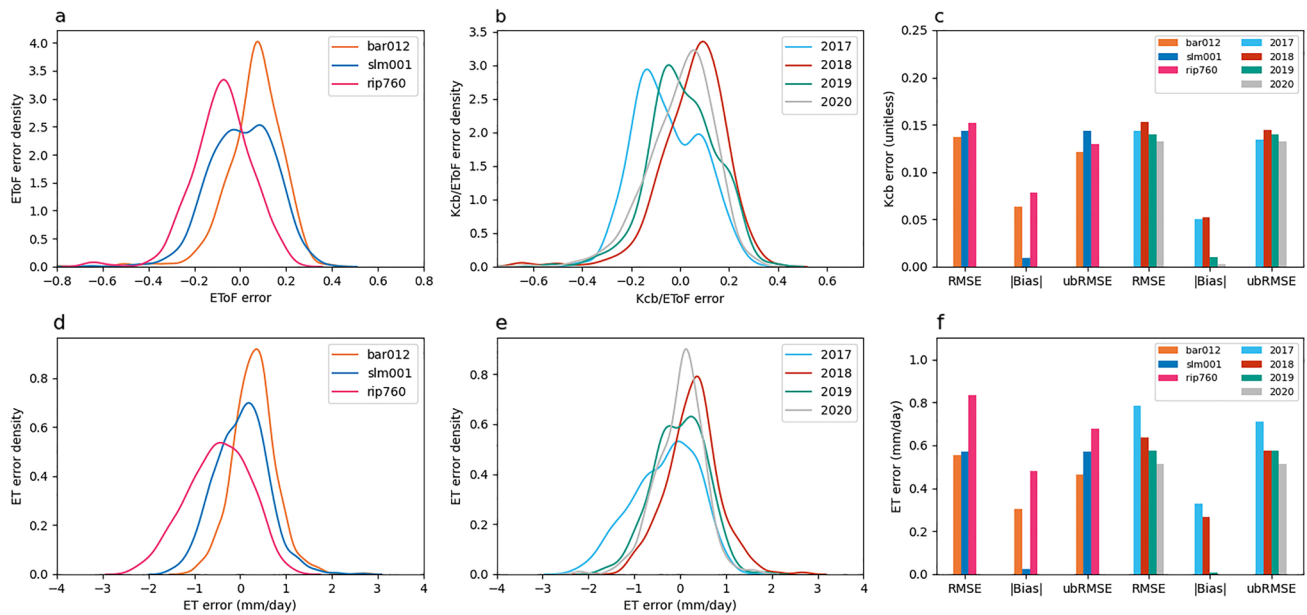 a
EToF error density
4.0
3.5
3.0
2.5
2.0
1.5
1.0
0.5
0.0
−0.8 −0.6 −0.4 −0.2 0.0 0.2 0.4 0.6 0.8
EToF error
bar012
slm001
rip760
b
Kcb/EToF error density
3.5
3.0
2.5
2.0
1.5
1.0
0.5
0.0
−0.6 −0.4 −0.2 0.0 0.2 0.4 0.6
Kcb/EToF error
2017
2018
2019
2020
c
Kcb error (unitless)
0.25
0.20
0.15
0.10
0.05
0.00
RMSE |Bias| ubRMSE RMSE |Bias| ubRMSE
bar012 2017
slm001 2018
rip760 2019
2020
d
ET error density
0.8
0.6
0.4
0.2
0.0
−4 −3 −2 −1 0 1 2 3 4
ET error (mm/day)
bar012
slm001
rip760
e
ET error density
0.8
0.6
0.4
0.2
0.0
−4 −3 −2 −1 0 1 2 3 4
ET error (mm/day)
2017
2018
2019
2020
f
ET error (mm/day)
1.0
0.8
0.6
0.4
0.2
0.0
RMSE |Bias| ubRMSE RMSE |Bias| ubRMSE
bar012 2017
slm001 2018
rip760 2019
2020